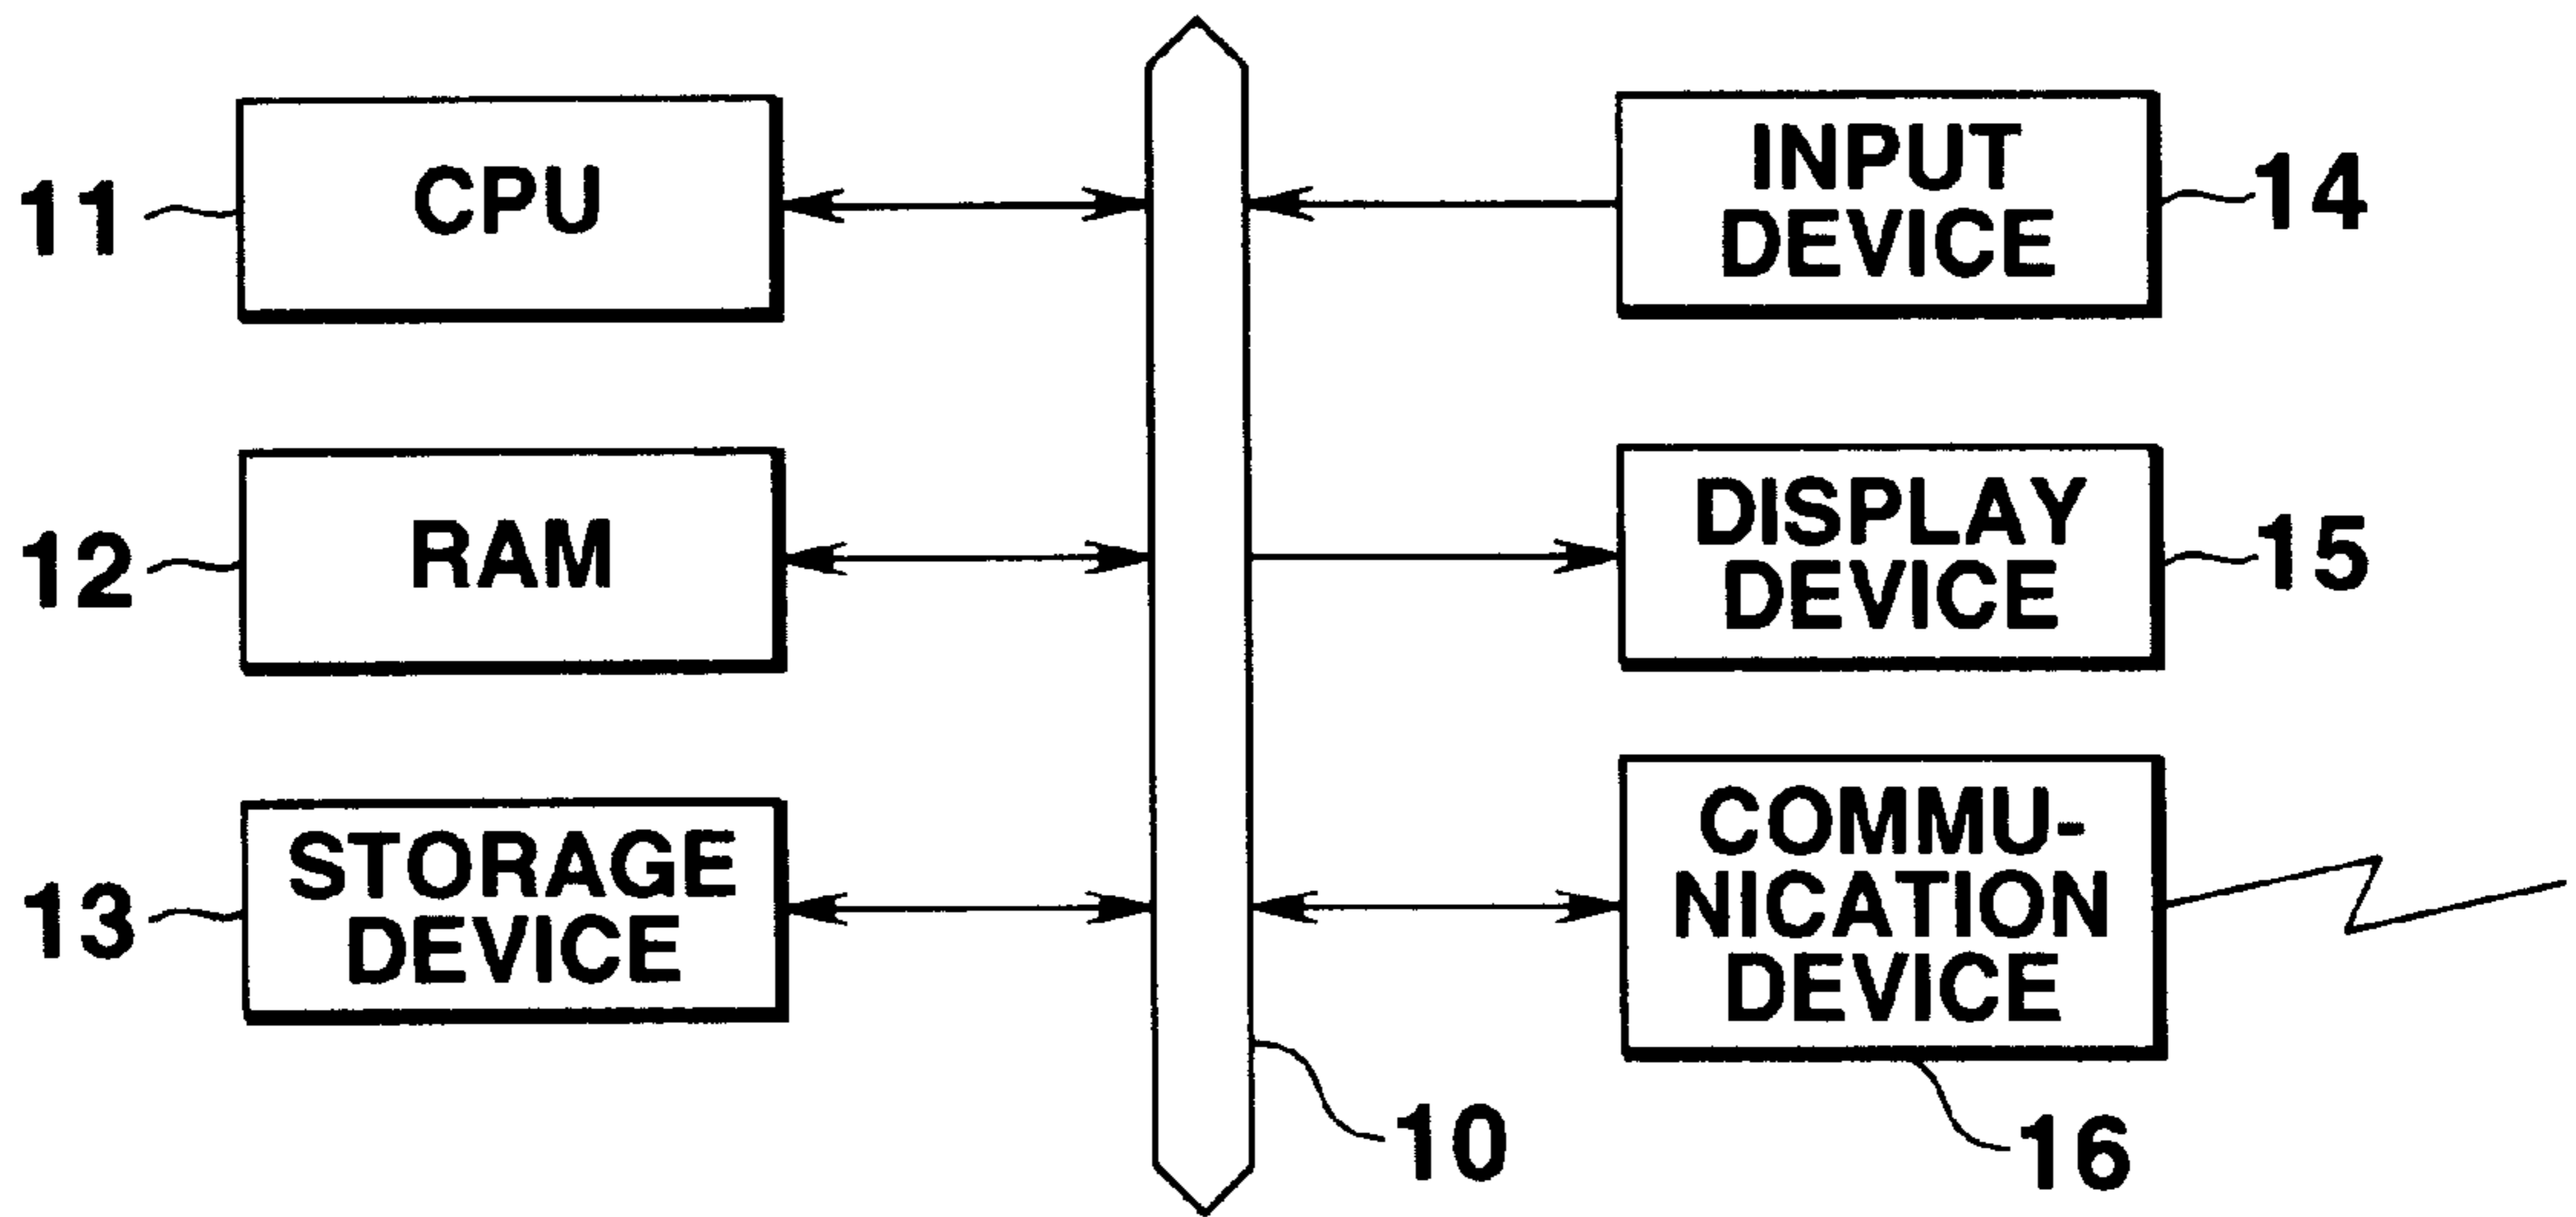 11
CPU
INPUT
DEVICE
14
12
RAM
DISPLAY
DEVICE
15
13
STORAGE
DEVICE
COMMU-
NICATION
DEVICE
10
16